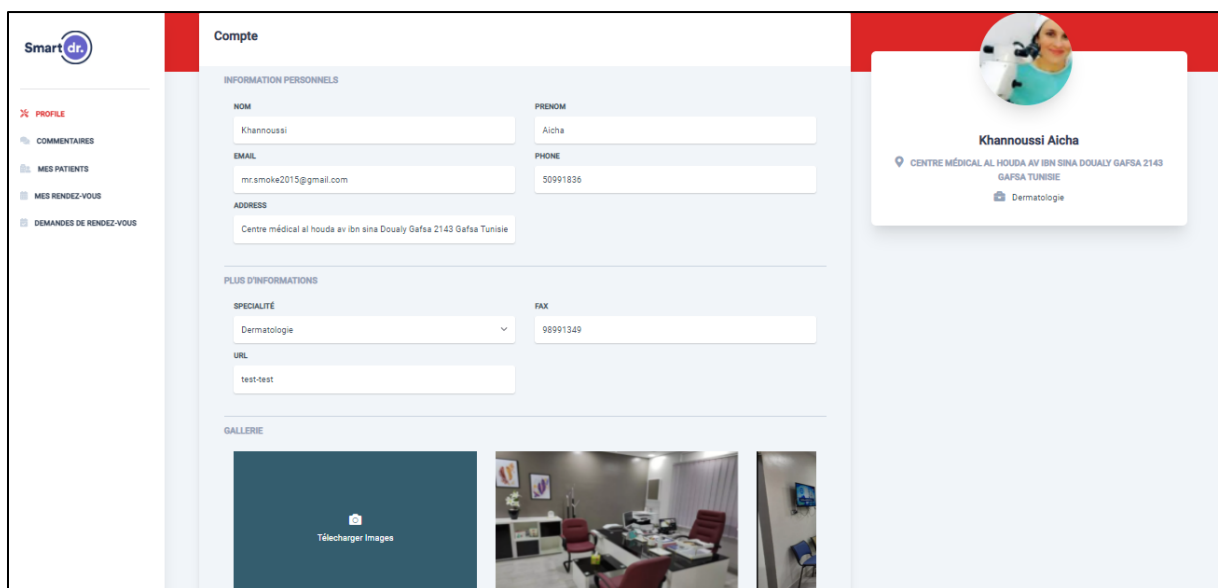 Smart dr.
PROFILE
COMMENTAIRES
MES PATIENTS
MES RENDEZ-VOUS
DEMANDES DE RENDEZ-VOUS
Compte
INFORMATION PERSONNELS
NOM
PRENOM
Khannoussi
Aicha
EMAIL
PHONE
mr.smoke2015@gmail.com
50991836
ADDRESS
Centre médical al houda av ibn sina Doualy Gafsa 2143 Gafsa Tunisie
PLUS D'INFORMATIONS
SPECIALITÉ
FAX
Dermatologie
98991349
URL
test-test
GALLERIE
Télecharger Images
Khannoussi Aicha
CENTRE MÉDICAL AL HOUDA AV IBN SINA DOUALY GAFSA 2143
GAFSA TUNISIE
Dermatologie